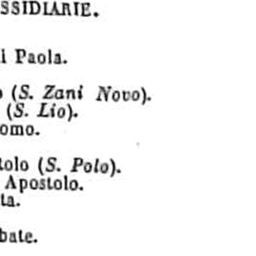 SSIDIARIE.
i Paola.
o (S. Zani Novo).
(S. Lio).
omo.
tolo (S. Polo).
Apostolo.
ta.
bate.